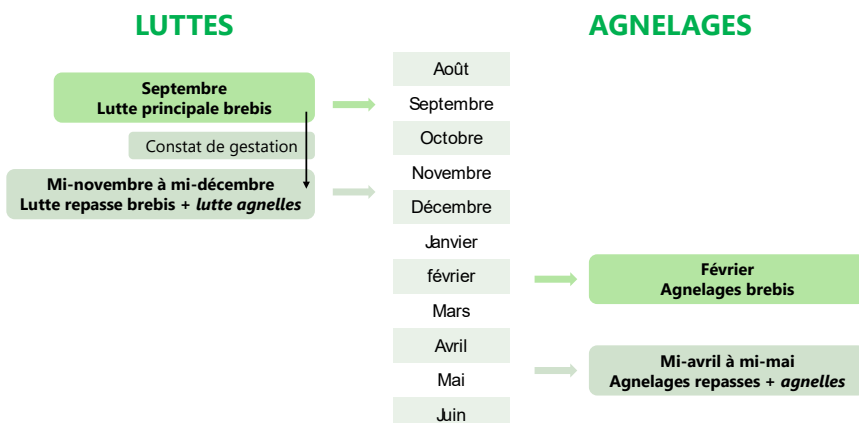 LUTTES
AGNELAGES
Septembre
Lutte principale brebis
Constat de gestation
Mi-novembre à mi-décembre
Lutte repasse brebis + lutte agnelles
Août
Septembre
Octobre
Novembre
Décembre
Janvier
février
Mars
Avril
Mai
Juin
Février
Agnelages brebis
Mi-avril à mi-mai
Agnelages repasses + agnelles